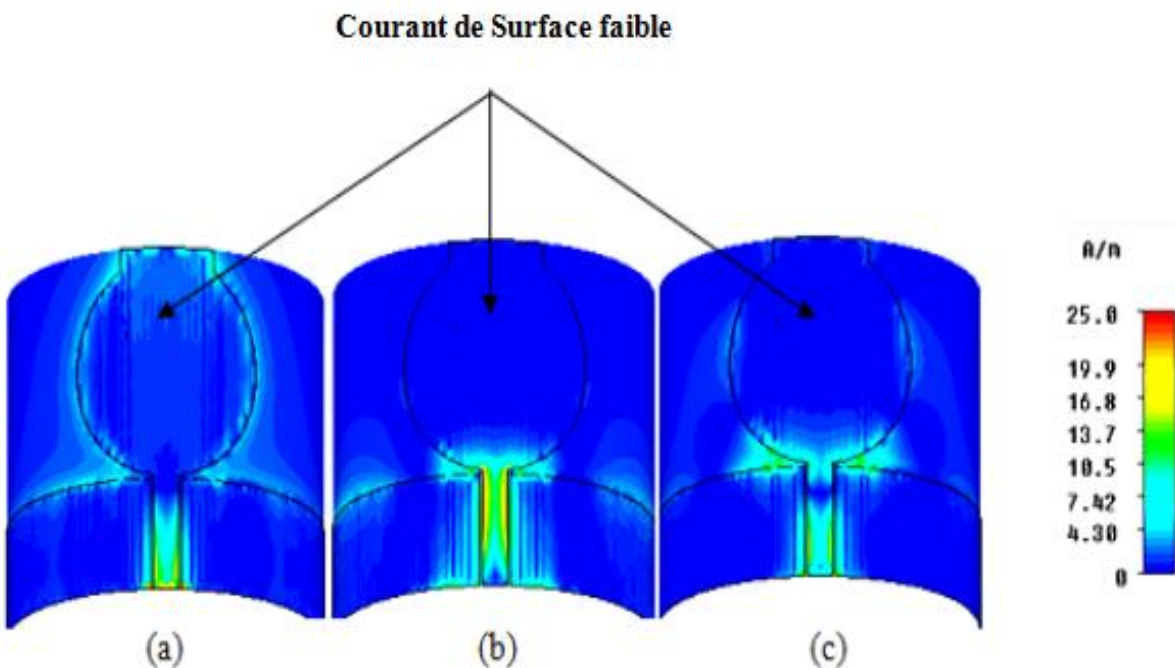 Courant de Surface faible
A/m
25.0
19.9
16.8
13.7
10.5
7.42
4.30
0
(a) (b) (c)